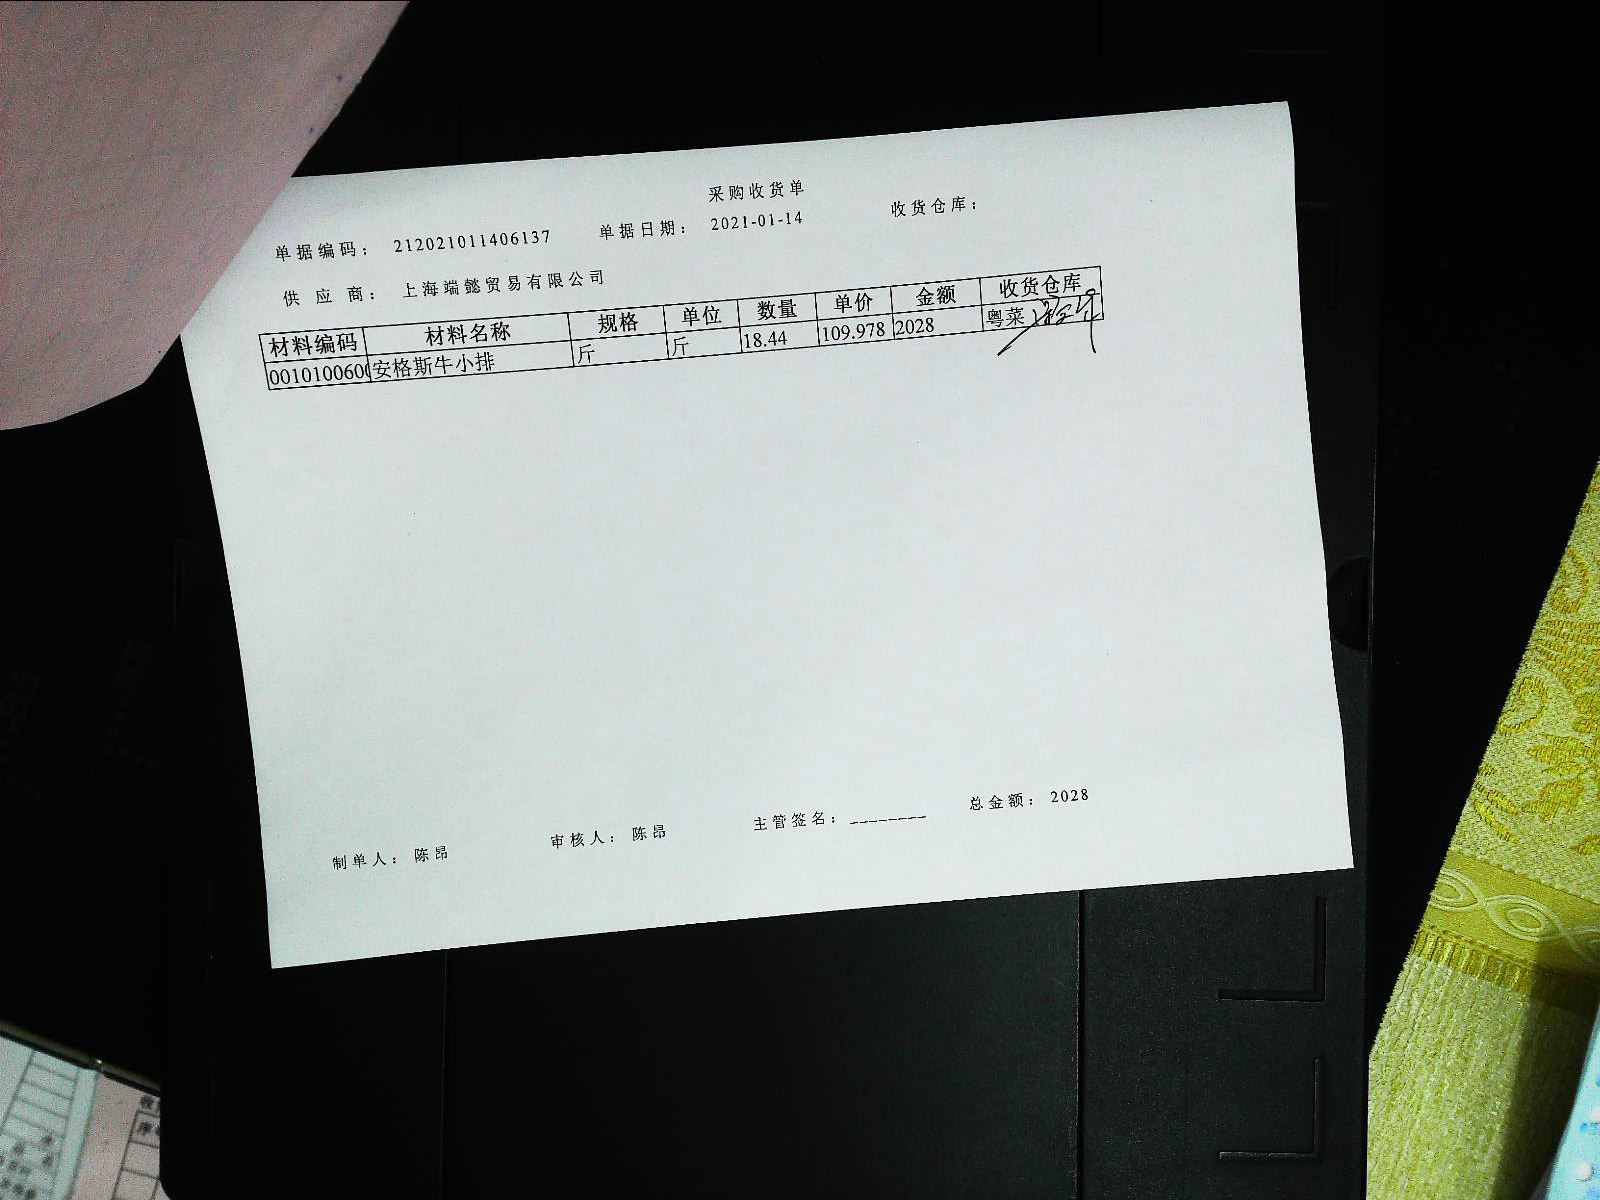 采购收货单
单据编码： 212021011406137 单据日期： 2021-01-14 收货仓库：
供 应 商： 上海端懿贸易有限公司
材料编码 材料名称 规格 单位 数量 单价 金额 收货仓库
0010100600 安格斯牛小排 斤 斤 18.44 109.978 2028 粤菜
制单人： 陈昂 审核人： 陈昂 主管签名：________ 总金额： 2028